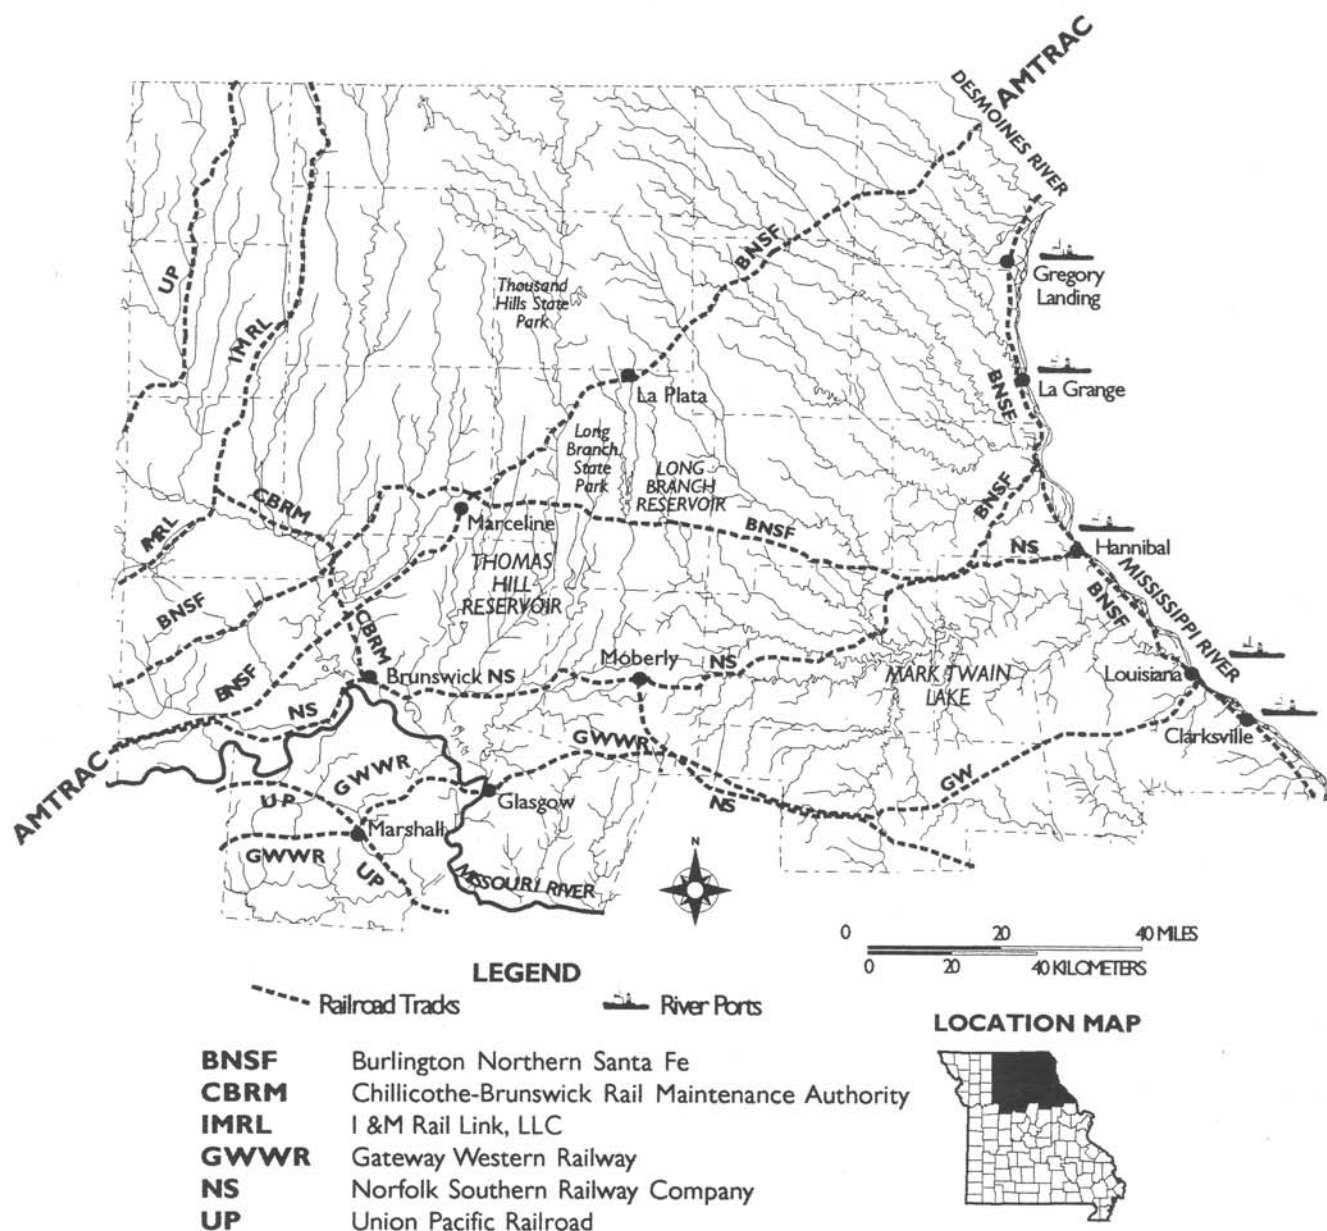 AMTRAC
DESMOINES RIVER
UP
IMRL
BNSF
Thousand
Hills State
Park
Gregory
Landing
La Plata
La Grange
BNSF
Long
Branch
State
Park
LONG
BRANCH
RESERVOIR
CBRM
Marceline
BNSF
BNSF
IMRL
NS
Hannibal
THOMAS
HILL
RESERVOIR
BNSF
BNSF
MISSISSIPPI RIVER
CBRM
BNSF
Brunswick NS
Moberly
NS
MARK TWAIN
LAKE
Louisiana
NS
GWWR
Clarksville
AMTRAC
GWWR
UP
Glasgow
NS
GW
Marshall
GWWR
UP
MISSOURI RIVER
N
0 20 40 MILES
0 20 40 KILOMETERS
LEGEND
Railroad Tracks River Ports
LOCATION MAP
BNSF Burlington Northern Santa Fe
CBRM Chillicothe-Brunswick Rail Maintenance Authority
IMRL I &M Rail Link, LLC
GWWR Gateway Western Railway
NS Norfolk Southern Railway Company
UP Union Pacific Railroad